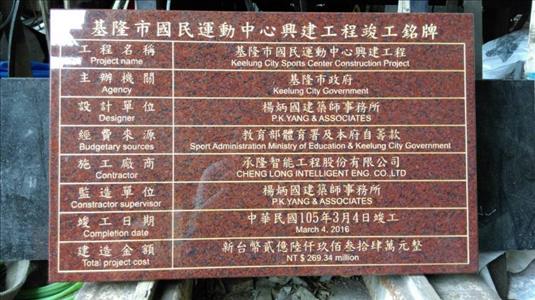 基隆市國民運動中心興建工程竣工銘牌
工程名稱
Project name
基隆市國民運動中心興建工程
Keelung City Sports Center Construction Project
主辦機關
Agency
基隆市政府
Keelung City Government
設計單位
Designer
楊炳國建築師事務所
P.K.YANG & ASSOCIATES
經費來源
Budgetary sources
教育部體育署及本府自籌款
Sport Administration Ministry of Education & Keelung City Government
施工廠商
Contractor
承隆智能工程股份有限公司
CHENG LONG INTELLIGENT ENG. CO.,LTD
監造單位
Constractor supervisor
楊炳國建築師事務所
P.K.YANG & ASSOCIATES
竣工日期
Completion date
中華民國105年3月4日竣工
March 4, 2016
建造金額
Total project cost
新台幣貳億陸仟玖佰叁拾肆萬元整
NT $ 269.34 million